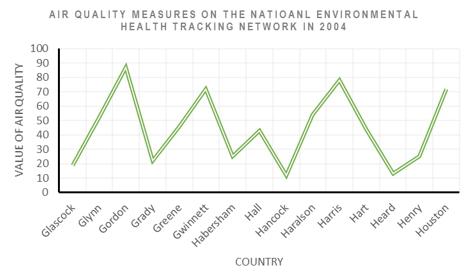 AIR QUALITY MEASURES ON THE NATIOANL ENVIRONMENTAL
HEALTH TRACKING NETWORK IN 2004
VALUE OF AIR QUALITY
100
90
80
70
60
50
40
30
20
10
0
Glascock
Glynn
Gordon
Grady
Greene
Gwinnett
Habersham
Hall
Hancock
Haralson
Harris
Hart
Heard
Henry
Houston
COUNTRY